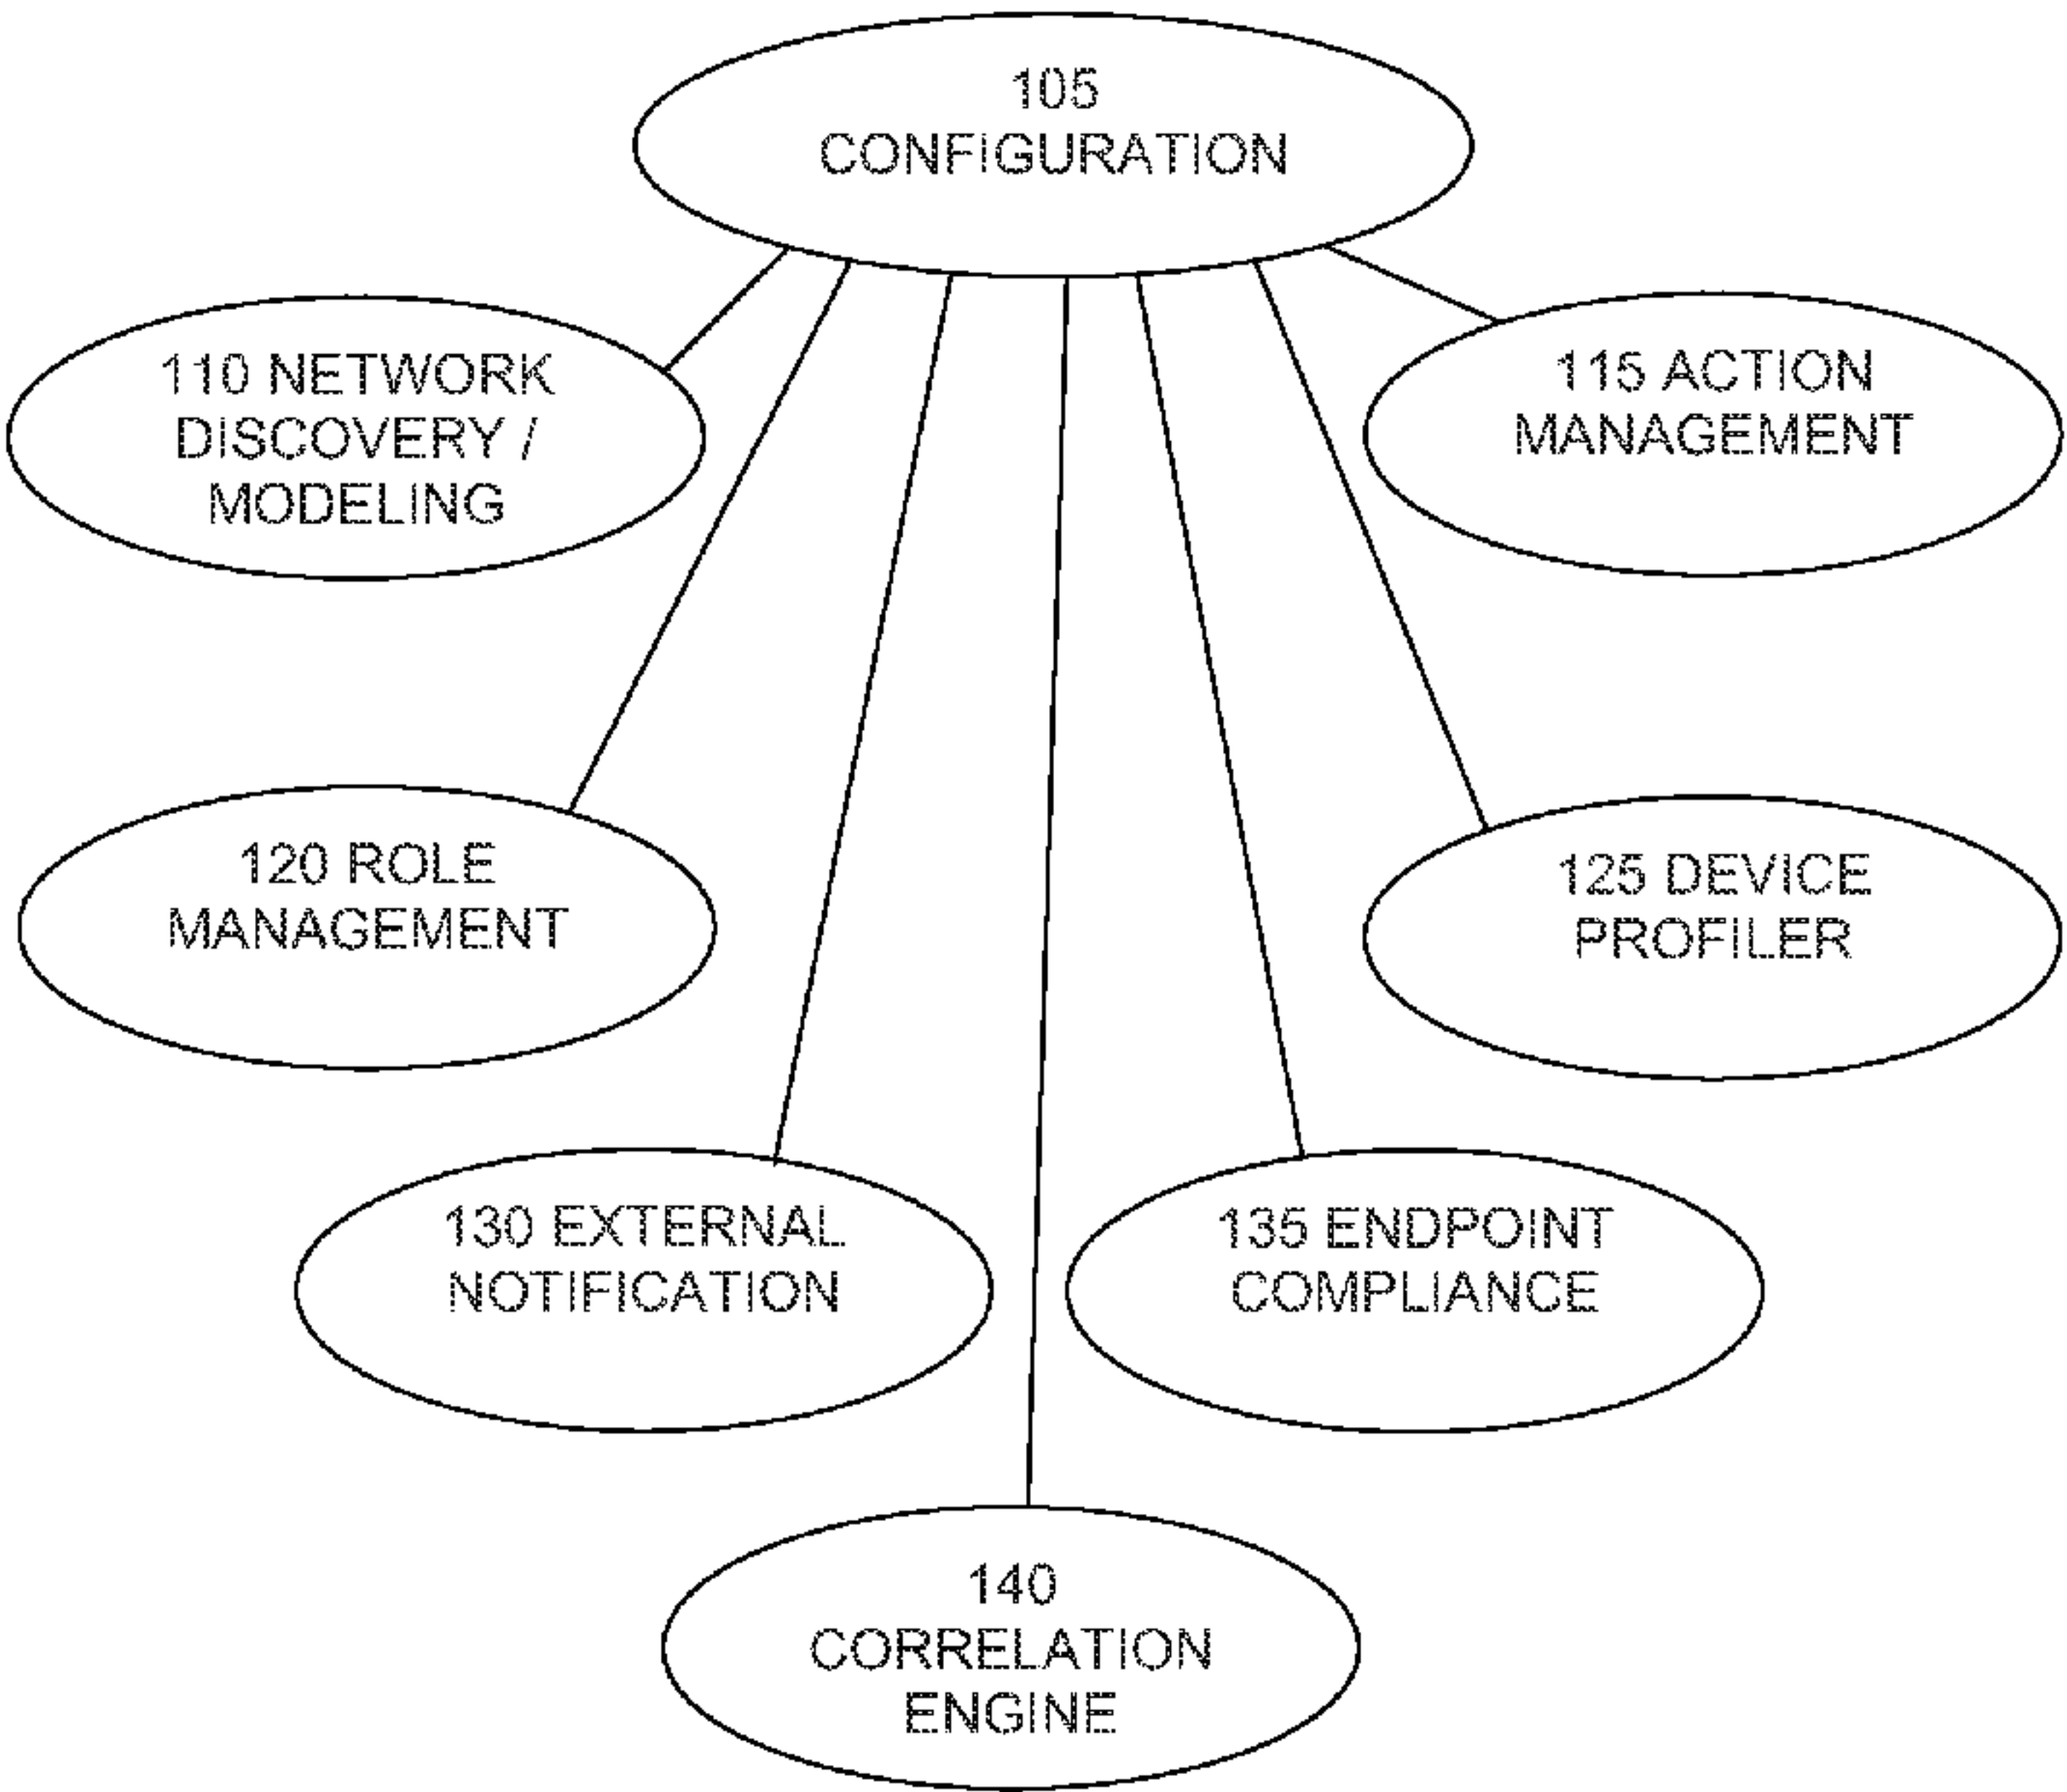 105
CONFIGURATION
110 NETWORK
DISCOVERY /
MODELING
115 ACTION
MANAGEMENT
120 ROLE
MANAGEMENT
125 DEVICE
PROFILER
130 EXTERNAL
NOTIFICATION
135 ENDPOINT
COMPLIANCE
140
CORRELATION
ENGINE